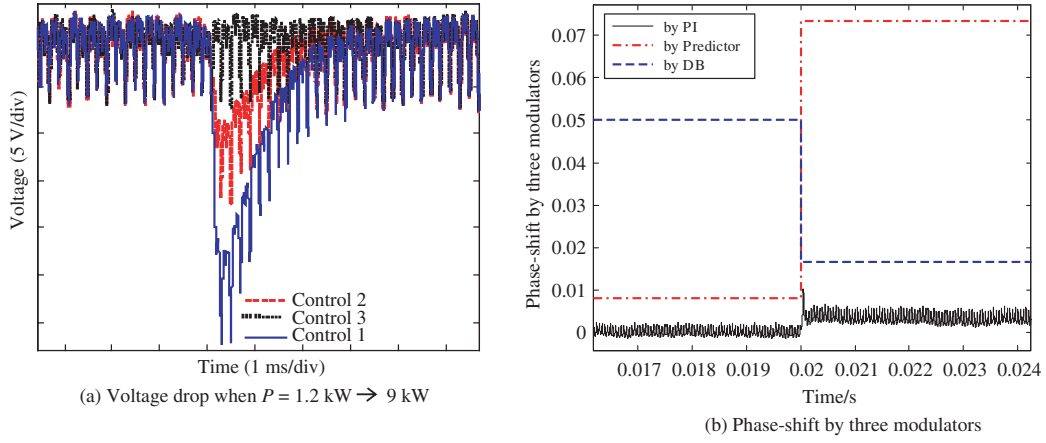 Voltage (5 V/div)
Control 2
Control 3
Control 1
Time (1 ms/div)
(a) Voltage drop when P = 1.2 kW → 9 kW
Phase-shift by three modulators
by PI
by Predictor
by DB
0.07
0.06
0.05
0.04
0.03
0.02
0.01
0
0.017 0.018 0.019 0.02 0.021 0.022 0.023 0.024
Time/s
(b) Phase-shift by three modulators